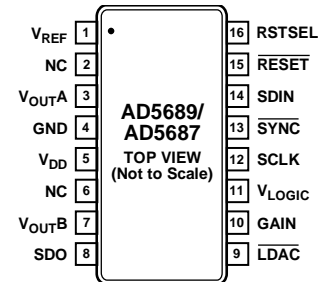 VREF 1
NC 2
VOUTA 3
GND 4
VDD 5
NC 6
VOUTB 7
SDO 8
AD5689/
AD5687
TOP VIEW
(Not to Scale)
16 RSTSEL
15 RESET
14 SDIN
13 SYNC
12 SCLK
11 VLOGIC
10 GAIN
9 LDAC